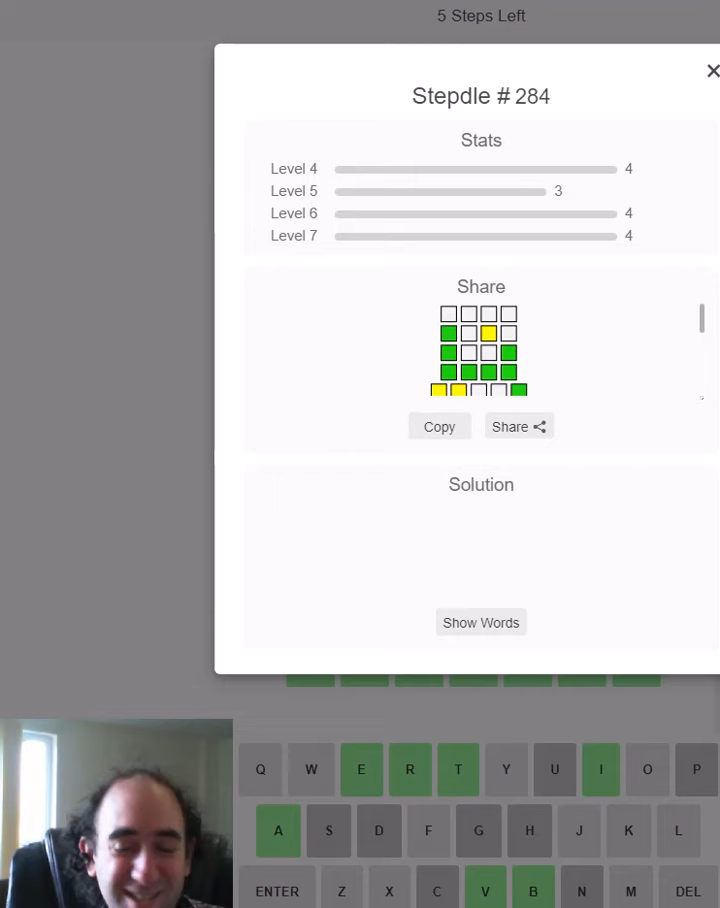 5 Steps Left
×
Stepdle # 284
Stats
Level 4 4
Level 5 3
Level 6 4
Level 7 4
Share
Copy Share
Solution
Show Words
Q W E R T Y U I O P
A S D F G H J K L
ENTER Z X C V B N M DEL